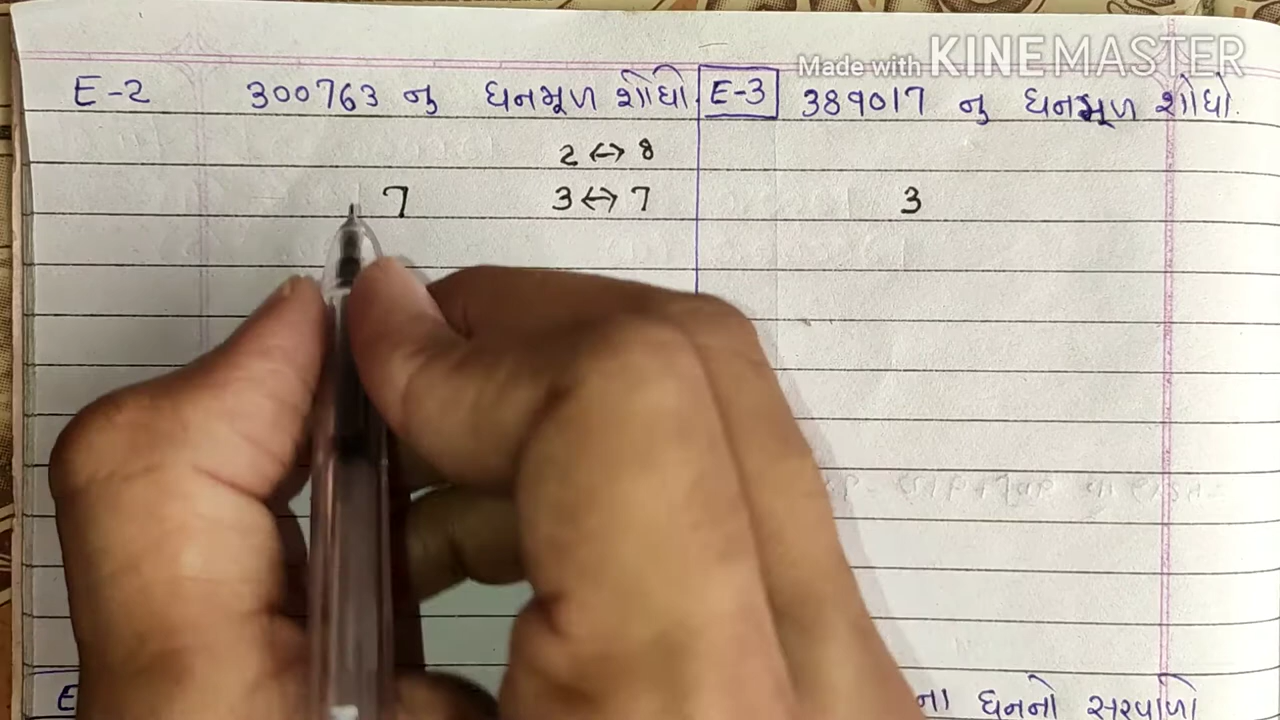 Made with KINEMASTER
E-2 300763 નુ ઘનમૂળ શોધો
2 ↔ 8
7 3 ↔ 7
E-3 389017 નુ ઘનમૂળ શોધો.
3
E
ના ઘનનો સરવાળો